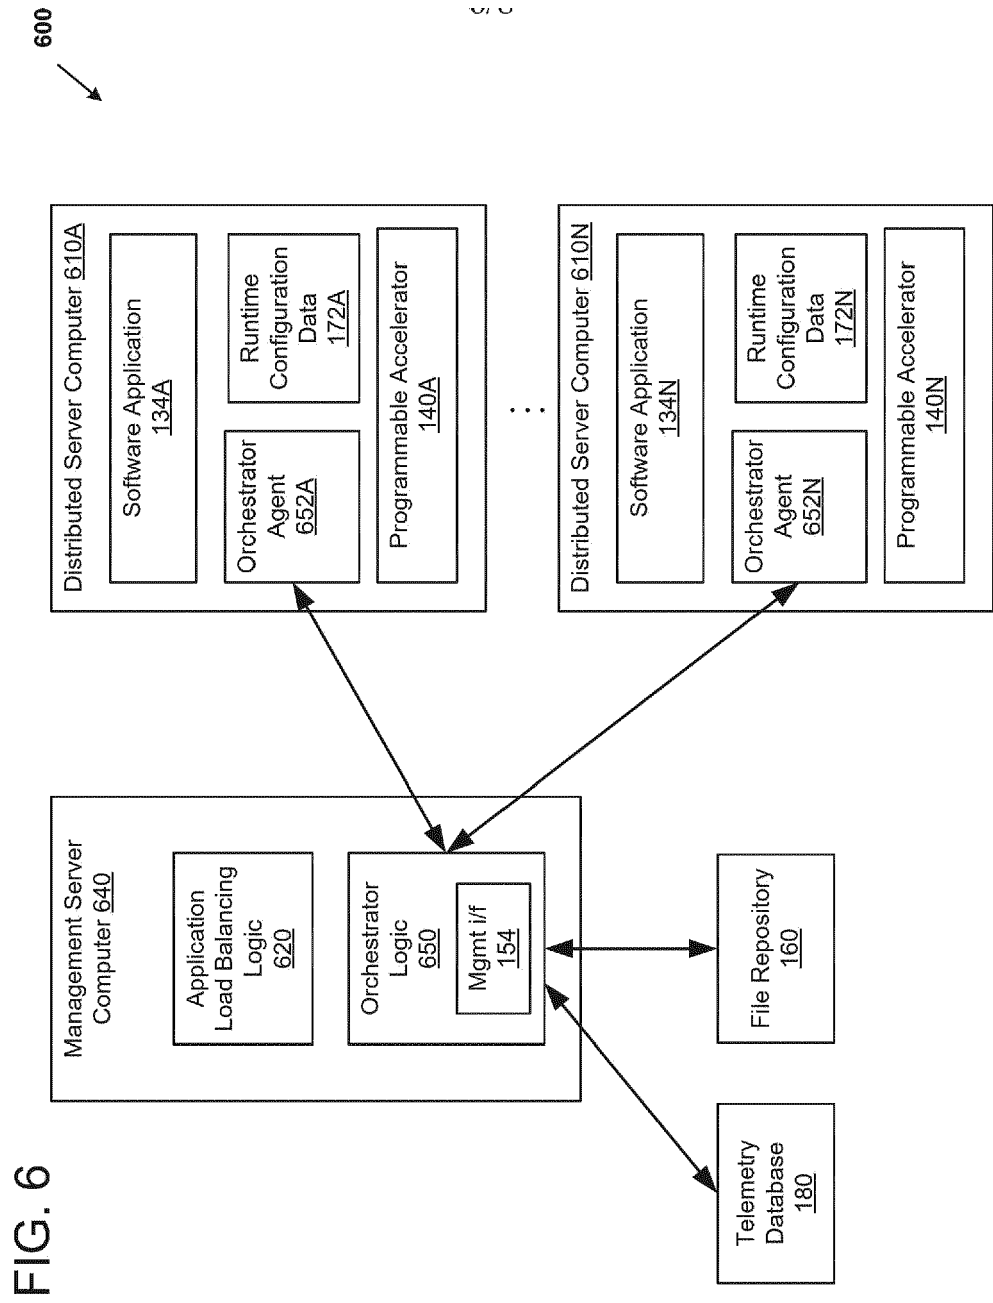 600
Distributed Server Computer 610A
Software Application
134A
Orchestrator
Agent
652A
Runtime
Configuration
Data
172A
Programmable Accelerator
140A
. . .
Distributed Server Computer 610N
Software Application
134N
Orchestrator
Agent
652N
Runtime
Configuration
Data
172N
Programmable Accelerator
140N
Management Server
Computer 640
Application
Load Balancing
Logic
620
Orchestrator
Logic
650
Mgmt i/f
154
File Repository
160
Telemetry
Database
180
FIG. 6